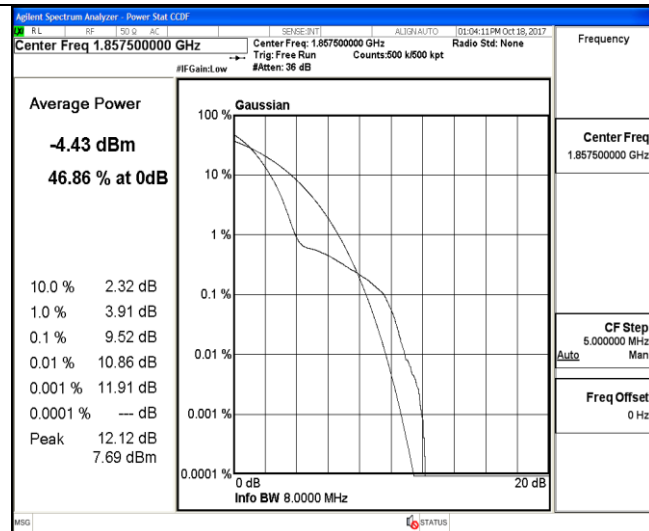 Agilent Spectrum Analyzer - Power Stat CCDF
RL RF 50 Ω AC SENSE:INT ALIGN AUTO 01:04:11PM Oct 18, 2017
Center Freq 1.857500000 GHz
Center Freq: 1.857500000 GHz Radio Std: None
Trig: Free Run Counts:500 k/500 kpt
#IFGain:Low #Atten: 36 dB
Frequency
Average Power
-4.43 dBm
46.86 % at 0dB
10.0 % 2.32 dB
1.0 % 3.91 dB
0.1 % 9.52 dB
0.01 % 10.86 dB
0.001 % 11.91 dB
0.0001 % --- dB
Peak 12.12 dB
7.69 dBm
Gaussian
100 %
10 %
1 %
0.1 %
0.01 %
0.001 %
0.0001 %
0 dB 20 dB
Info BW 8.0000 MHz
Center Freq
1.857500000 GHz
CF Step
5.000000 MHz
Auto Man
Freq Offset
0 Hz
MSG STATUS